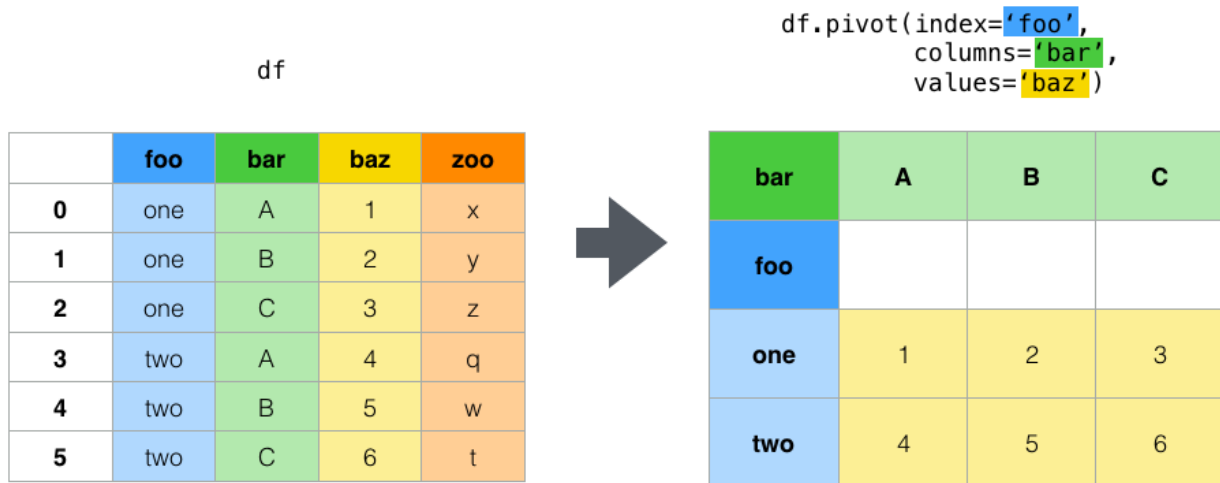 df
foo bar baz zoo
0 one A 1 x
1 one B 2 y
2 one C 3 z
3 two A 4 q
4 two B 5 w
5 two C 6 t
df.pivot(index=‘foo’,
columns=‘bar’,
values=‘baz’)
bar A B C
foo
one 1 2 3
two 4 5 6